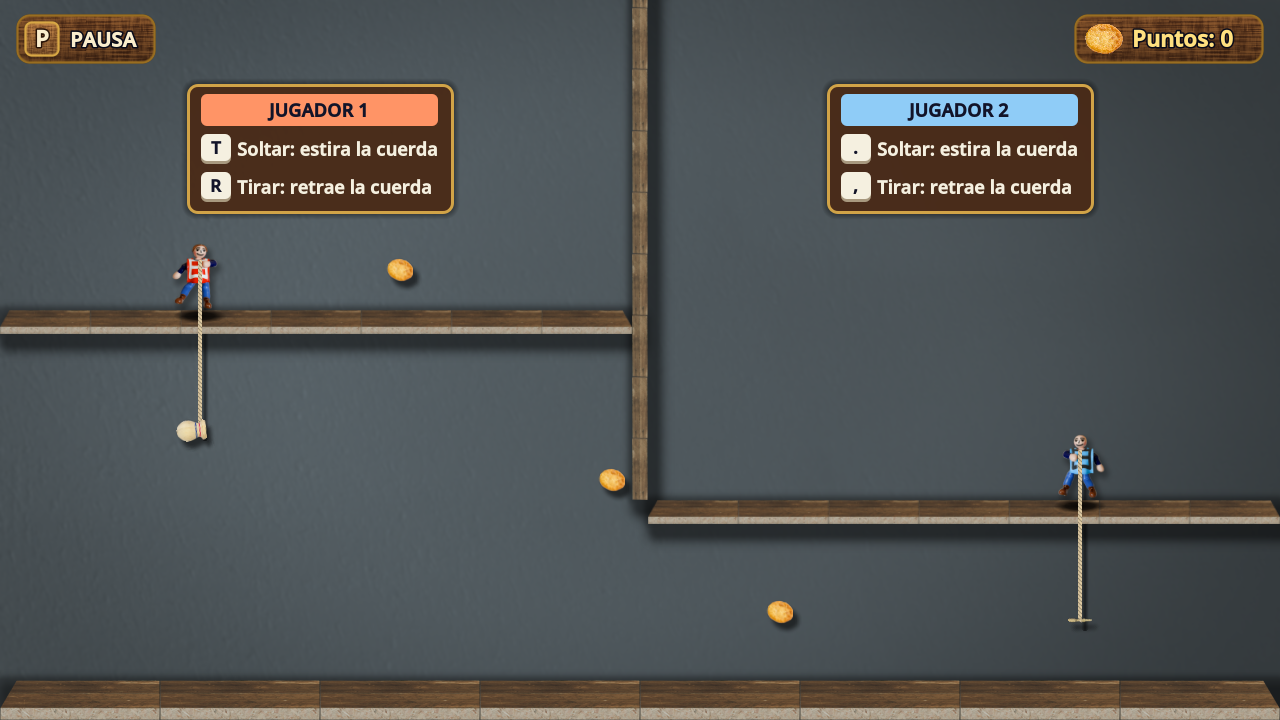 P PAUSA
Puntos: 0
JUGADOR 1
T Soltar: estira la cuerda
R Tirar: retrae la cuerda
JUGADOR 2
. Soltar: estira la cuerda
, Tirar: retrae la cuerda